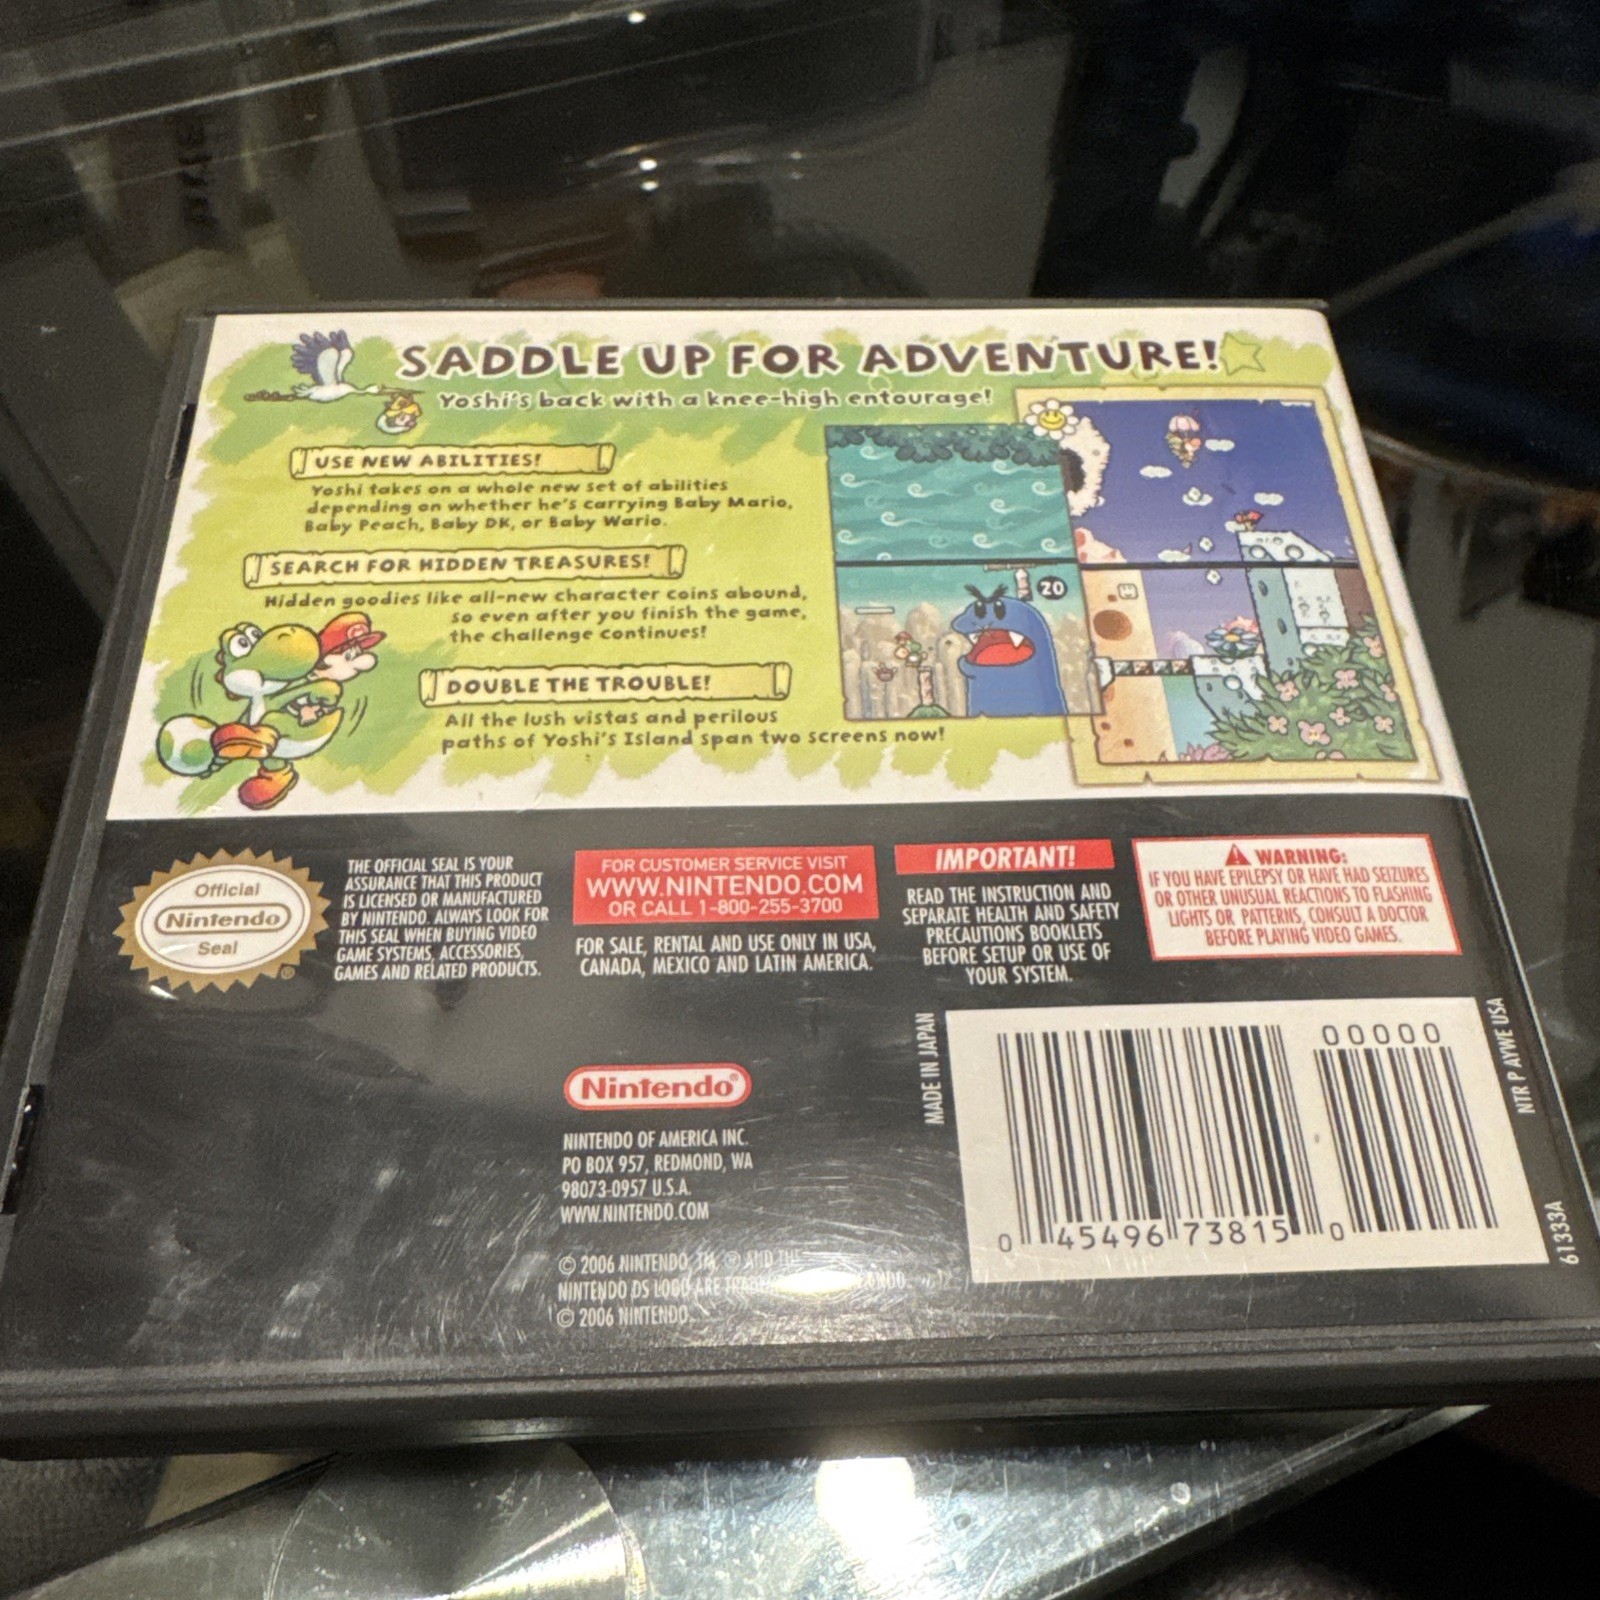 SADDLE UP FOR ADVENTURE!
Yoshi's back with a knee-high entourage!
USE NEW ABILITIES!
Yoshi takes on a whole new set of abilities
depending on whether he's carrying Baby Mario,
Baby Peach, Baby DK, or Baby Wario.
SEARCH FOR HIDDEN TREASURES!
Hidden goodies like all-new character coins abound,
so even after you finish the game,
the challenge continues!
DOUBLE THE TROUBLE!
All the lush vistas and perilous
paths of Yoshi's Island span two screens now!
20
Official
Nintendo
Seal
®
THE OFFICIAL SEAL IS YOUR
ASSURANCE THAT THIS PRODUCT
IS LICENSED OR MANUFACTURED
BY NINTENDO. ALWAYS LOOK FOR
THIS SEAL WHEN BUYING VIDEO
GAME SYSTEMS, ACCESSORIES,
GAMES AND RELATED PRODUCTS.
FOR CUSTOMER SERVICE VISIT
WWW.NINTENDO.COM
OR CALL 1-800-255-3700
FOR SALE, RENTAL AND USE ONLY IN USA,
CANADA, MEXICO AND LATIN AMERICA.
IMPORTANT!
READ THE INSTRUCTION AND
SEPARATE HEALTH AND SAFETY
PRECAUTIONS BOOKLETS
BEFORE SETUP OR USE OF
YOUR SYSTEM.
WARNING:
IF YOU HAVE EPILEPSY OR HAVE HAD SEIZURES
OR OTHER UNUSUAL REACTIONS TO FLASHING
LIGHTS OR PATTERNS, CONSULT A DOCTOR
BEFORE PLAYING VIDEO GAMES.
Nintendo®
NINTENDO OF AMERICA INC.
PO BOX 957, REDMOND, WA
98073-0957 U.S.A.
WWW.NINTENDO.COM
© 2006 NINTENDO. TM, ® AND THE
NINTENDO DS LOGO ARE
© 2006 NINTENDO.
MADE IN JAPAN
00000
0 45496 73815 0
NTR P AYWE USA
61333A